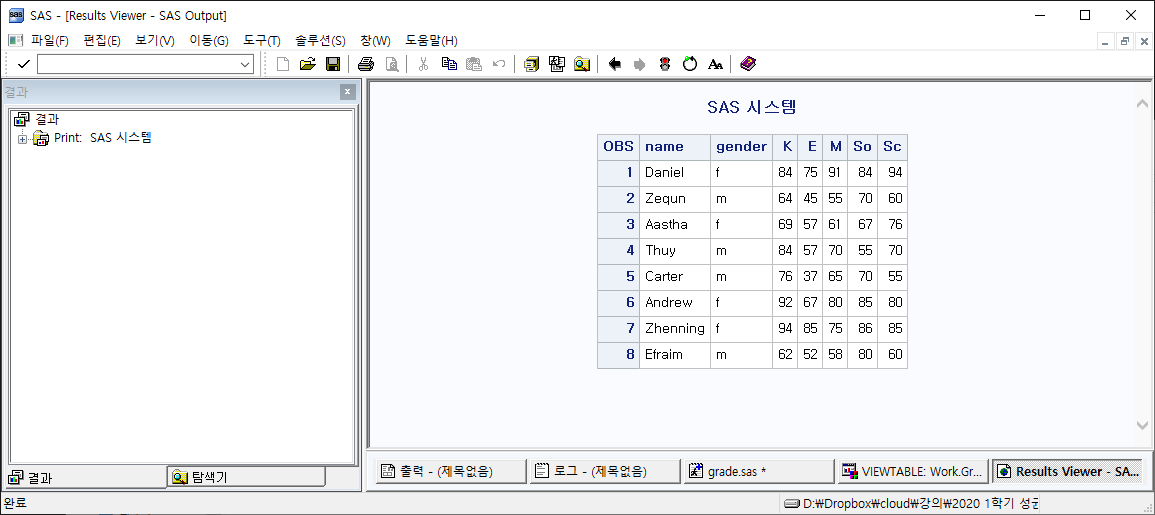 SAS - [Results Viewer - SAS Output]
파일(F) 편집(E) 보기(V) 이동(G) 도구(T) 솔루션(S) 창(W) 도움말(H)
결과
결과
Print: SAS 시스템
SAS 시스템
OBS name gender K E M So Sc
1 Daniel f 84 75 91 84 94
2 Zequn m 64 45 55 70 60
3 Aastha f 69 57 61 67 76
4 Thuy m 84 57 70 55 70
5 Carter m 76 37 65 70 55
6 Andrew f 92 67 80 85 80
7 Zhenning f 94 85 75 86 85
8 Efraim m 62 52 58 80 60
결과 탐색기
출력 - (제목없음) 로그 - (제목없음) grade.sas * VIEWTABLE: Work.Gr... Results Viewer - SA...
완료
D:₩Dropbox₩cloud₩강의₩2020 1학기 성균